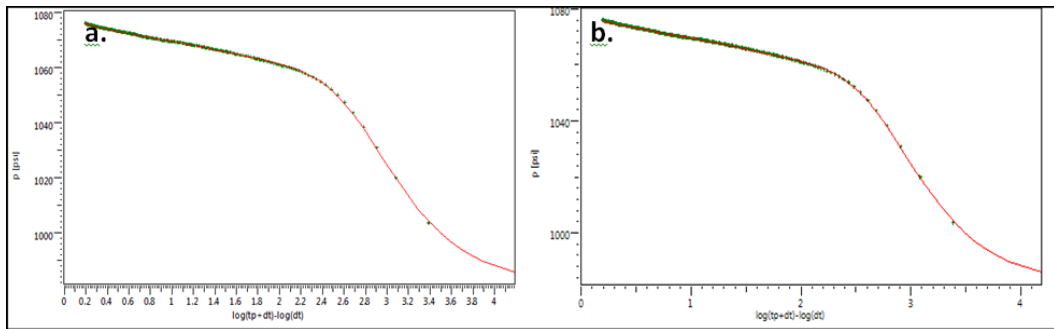 a.
1080
1060
1040
1020
1000
p [psi]
0 0.2 0.4 0.6 0.8 1 1.2 1.4 1.6 1.8 2 2.2 2.4 2.6 2.8 3 3.2 3.4 3.6 3.8 4
log(tp+dt)-log(dt)
b.
1080
1040
1000
p [psi]
0 1 2 3 4
log(tp+dt)-log(dt)